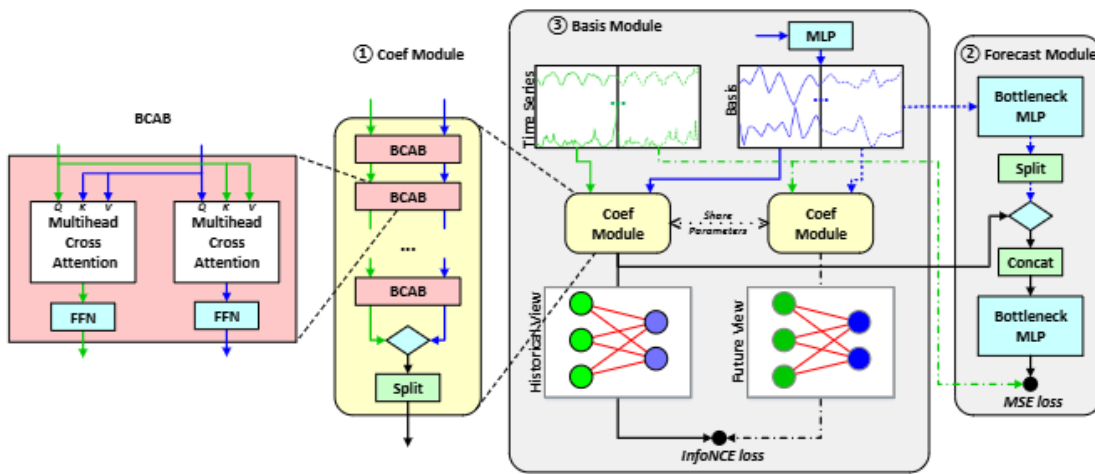 BCAB
Q K V
Q K V
Multihead
Cross
Attention
Multihead
Cross
Attention
FFN
FFN
① Coef Module
BCAB
BCAB
...
BCAB
Split
③ Basis Module
MLP
Time Series
Basis
Coef
Module
Share
Parameters
Coef
Module
Historical View
Future View
InfoNCE loss
② Forecast Module
Bottleneck
MLP
Split
Concat
Bottleneck
MLP
MSE loss